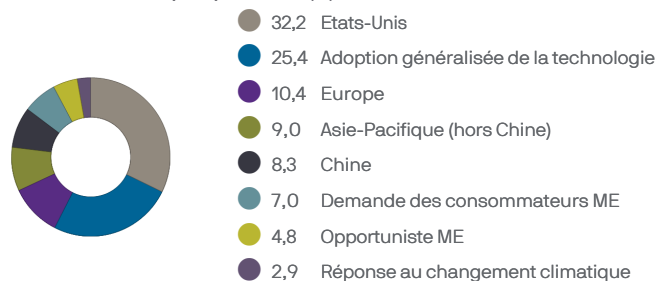 32,2 Etats-Unis
25,4 Adoption généralisée de la technologie
10,4 Europe
9,0 Asie-Pacifique (hors Chine)
8,3 Chine
7,0 Demande des consommateurs ME
4,8 Opportuniste ME
2,9 Réponse au changement climatique